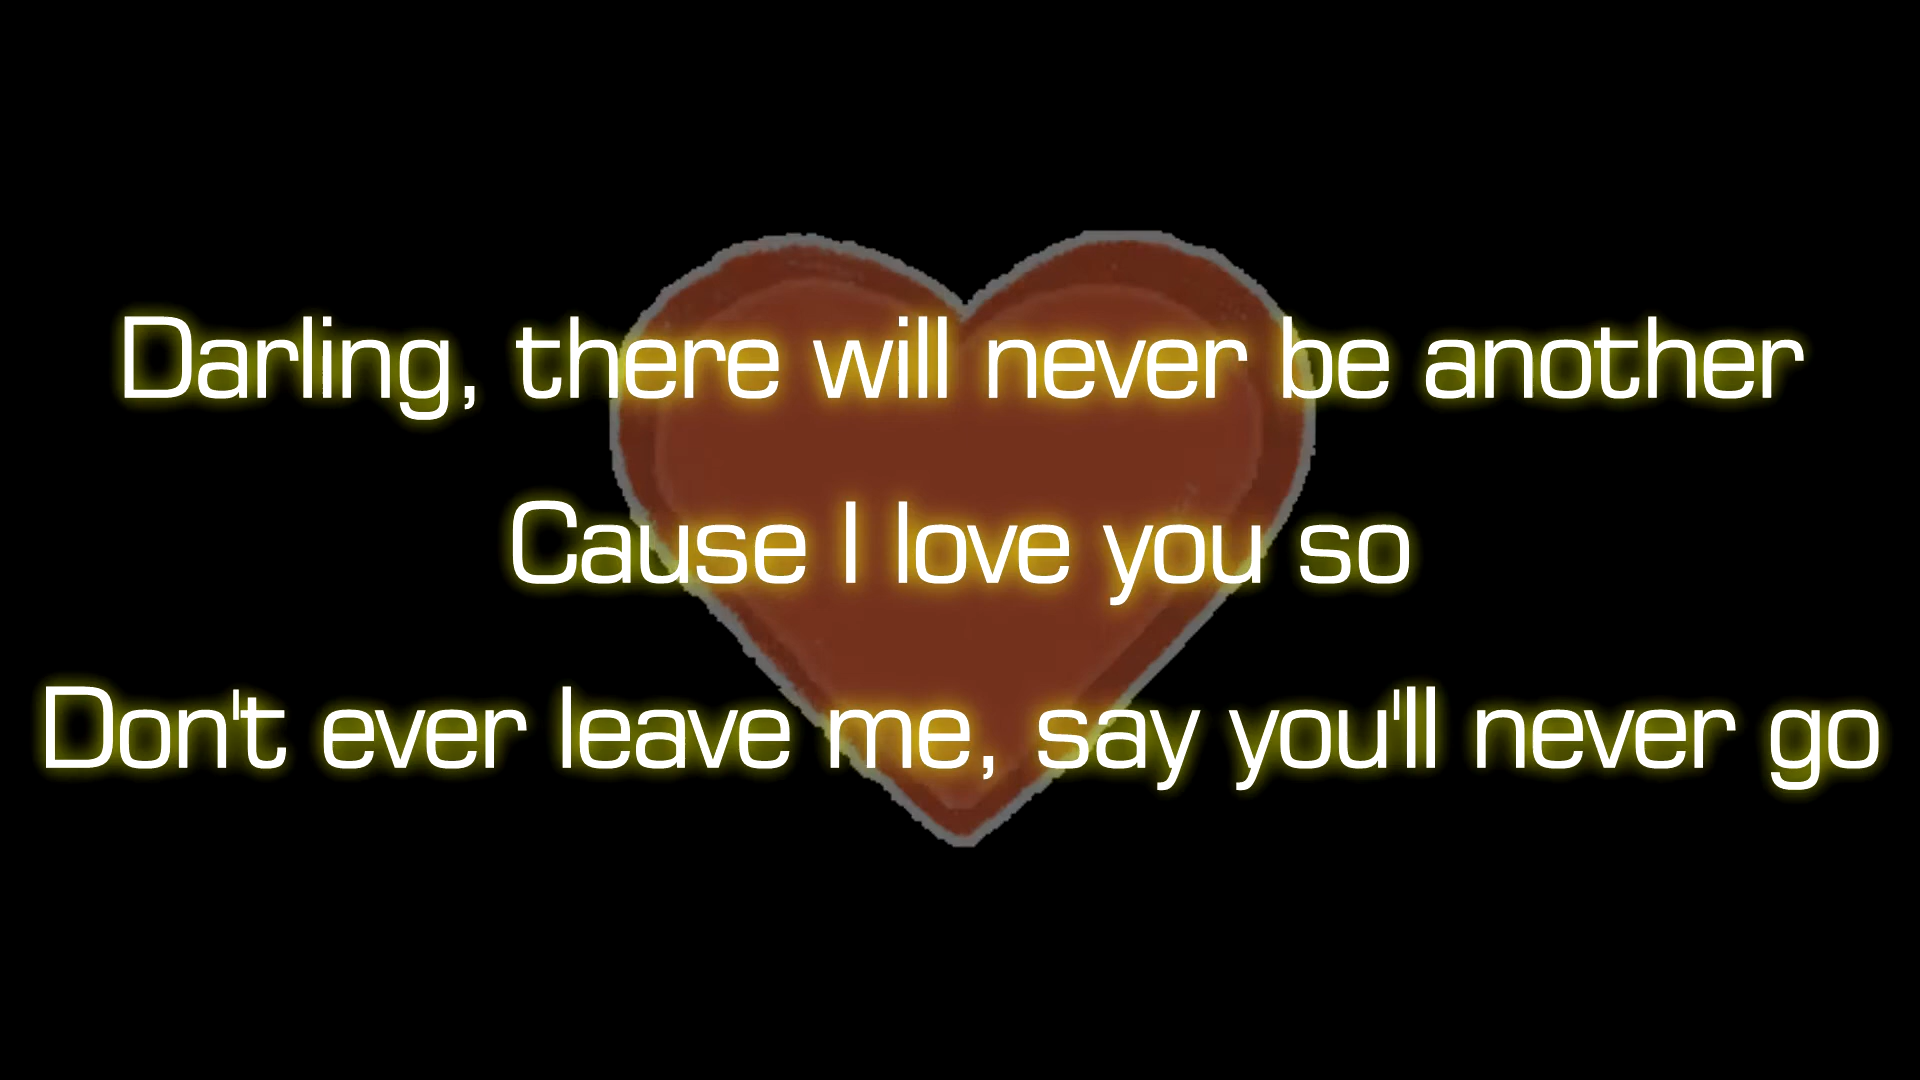 Darling, there will never be another
Cause I love you so
Don't ever leave me, say you'll never go